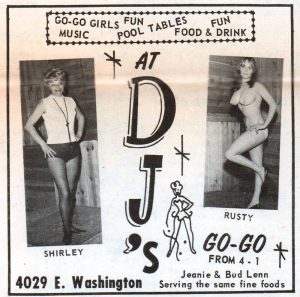 GO-GO GIRLS FUN FUN
MUSIC POOL TABLES FOOD & DRINK
AT
DJ's
SHIRLEY
RUSTY
GO-GO
FROM 4 - 1
Jeanie & Bud Lenn
4029 E. Washington Serving the same fine foods